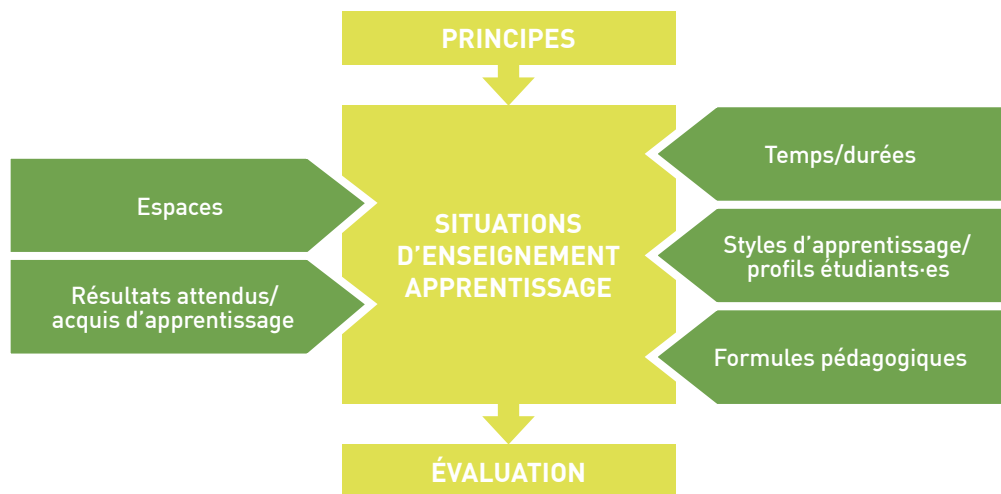 PRINCIPES
Espaces
Résultats attendus/
acquis d'apprentissage
SITUATIONS
D'ENSEIGNEMENT
APPRENTISSAGE
Temps/durées
Styles d'apprentissage/
profils étudiants·es
Formules pédagogiques
ÉVALUATION